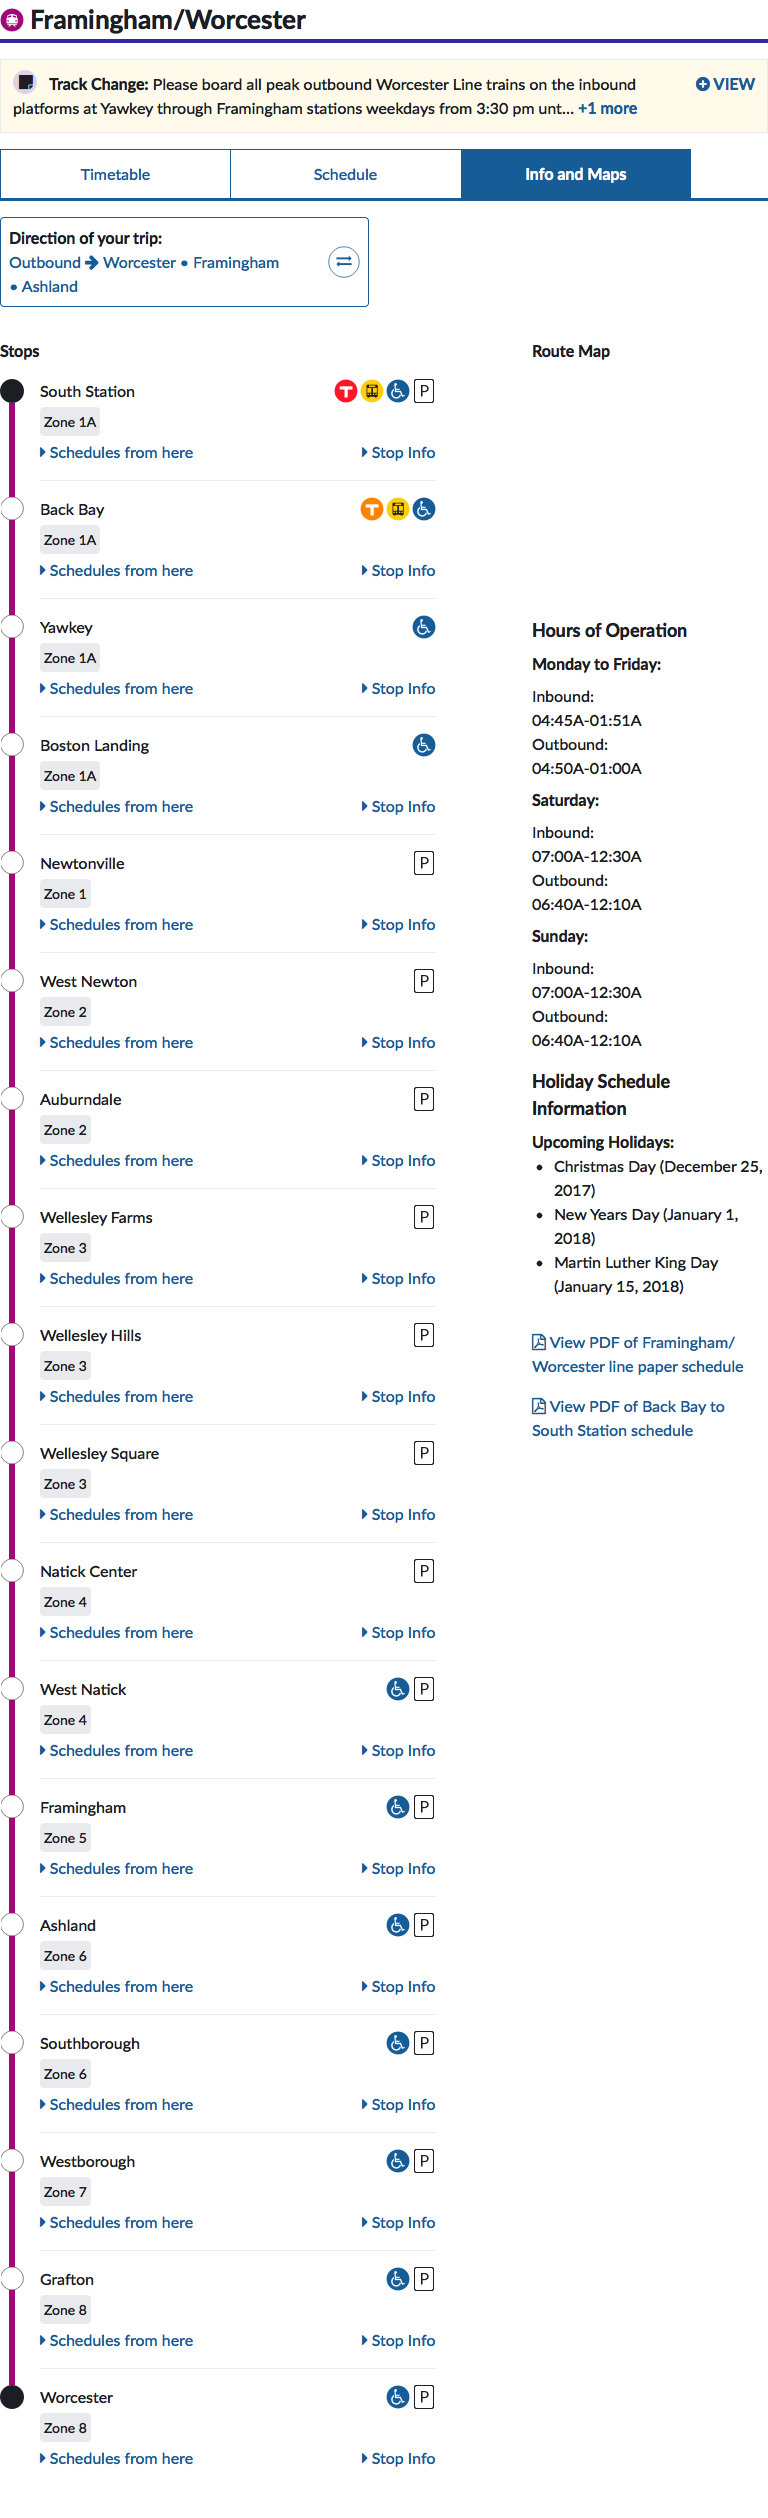 Framingham/Worcester
Track Change: Please board all peak outbound Worcester Line trains on the inbound
platforms at Yawkey through Framingham stations weekdays from 3:30 pm unt... +1 more
VIEW
Timetable
Schedule
Info and Maps
Direction of your trip:
Outbound → Worcester • Framingham
• Ashland
Stops
South Station
T P
Zone 1A
Schedules from here
Stop Info
Back Bay
T
Zone 1A
Schedules from here
Stop Info
Yawkey
Zone 1A
Schedules from here
Stop Info
Boston Landing
Zone 1A
Schedules from here
Stop Info
Newtonville
P
Zone 1
Schedules from here
Stop Info
West Newton
P
Zone 2
Schedules from here
Stop Info
Auburndale
P
Zone 2
Schedules from here
Stop Info
Wellesley Farms
P
Zone 3
Schedules from here
Stop Info
Wellesley Hills
P
Zone 3
Schedules from here
Stop Info
Wellesley Square
P
Zone 3
Schedules from here
Stop Info
Natick Center
P
Zone 4
Schedules from here
Stop Info
West Natick
P
Zone 4
Schedules from here
Stop Info
Framingham
P
Zone 5
Schedules from here
Stop Info
Ashland
P
Zone 6
Schedules from here
Stop Info
Southborough
P
Zone 6
Schedules from here
Stop Info
Westborough
P
Zone 7
Schedules from here
Stop Info
Grafton
P
Zone 8
Schedules from here
Stop Info
Worcester
P
Zone 8
Schedules from here
Stop Info
Route Map
Hours of Operation
Monday to Friday:
Inbound:
04:45A-01:51A
Outbound:
04:50A-01:00A
Saturday:
Inbound:
07:00A-12:30A
Outbound:
06:40A-12:10A
Sunday:
Inbound:
07:00A-12:30A
Outbound:
06:40A-12:10A
Holiday Schedule
Information
Upcoming Holidays:
• Christmas Day (December 25,
2017)
• New Years Day (January 1,
2018)
• Martin Luther King Day
(January 15, 2018)
View PDF of Framingham/
Worcester line paper schedule
View PDF of Back Bay to
South Station schedule